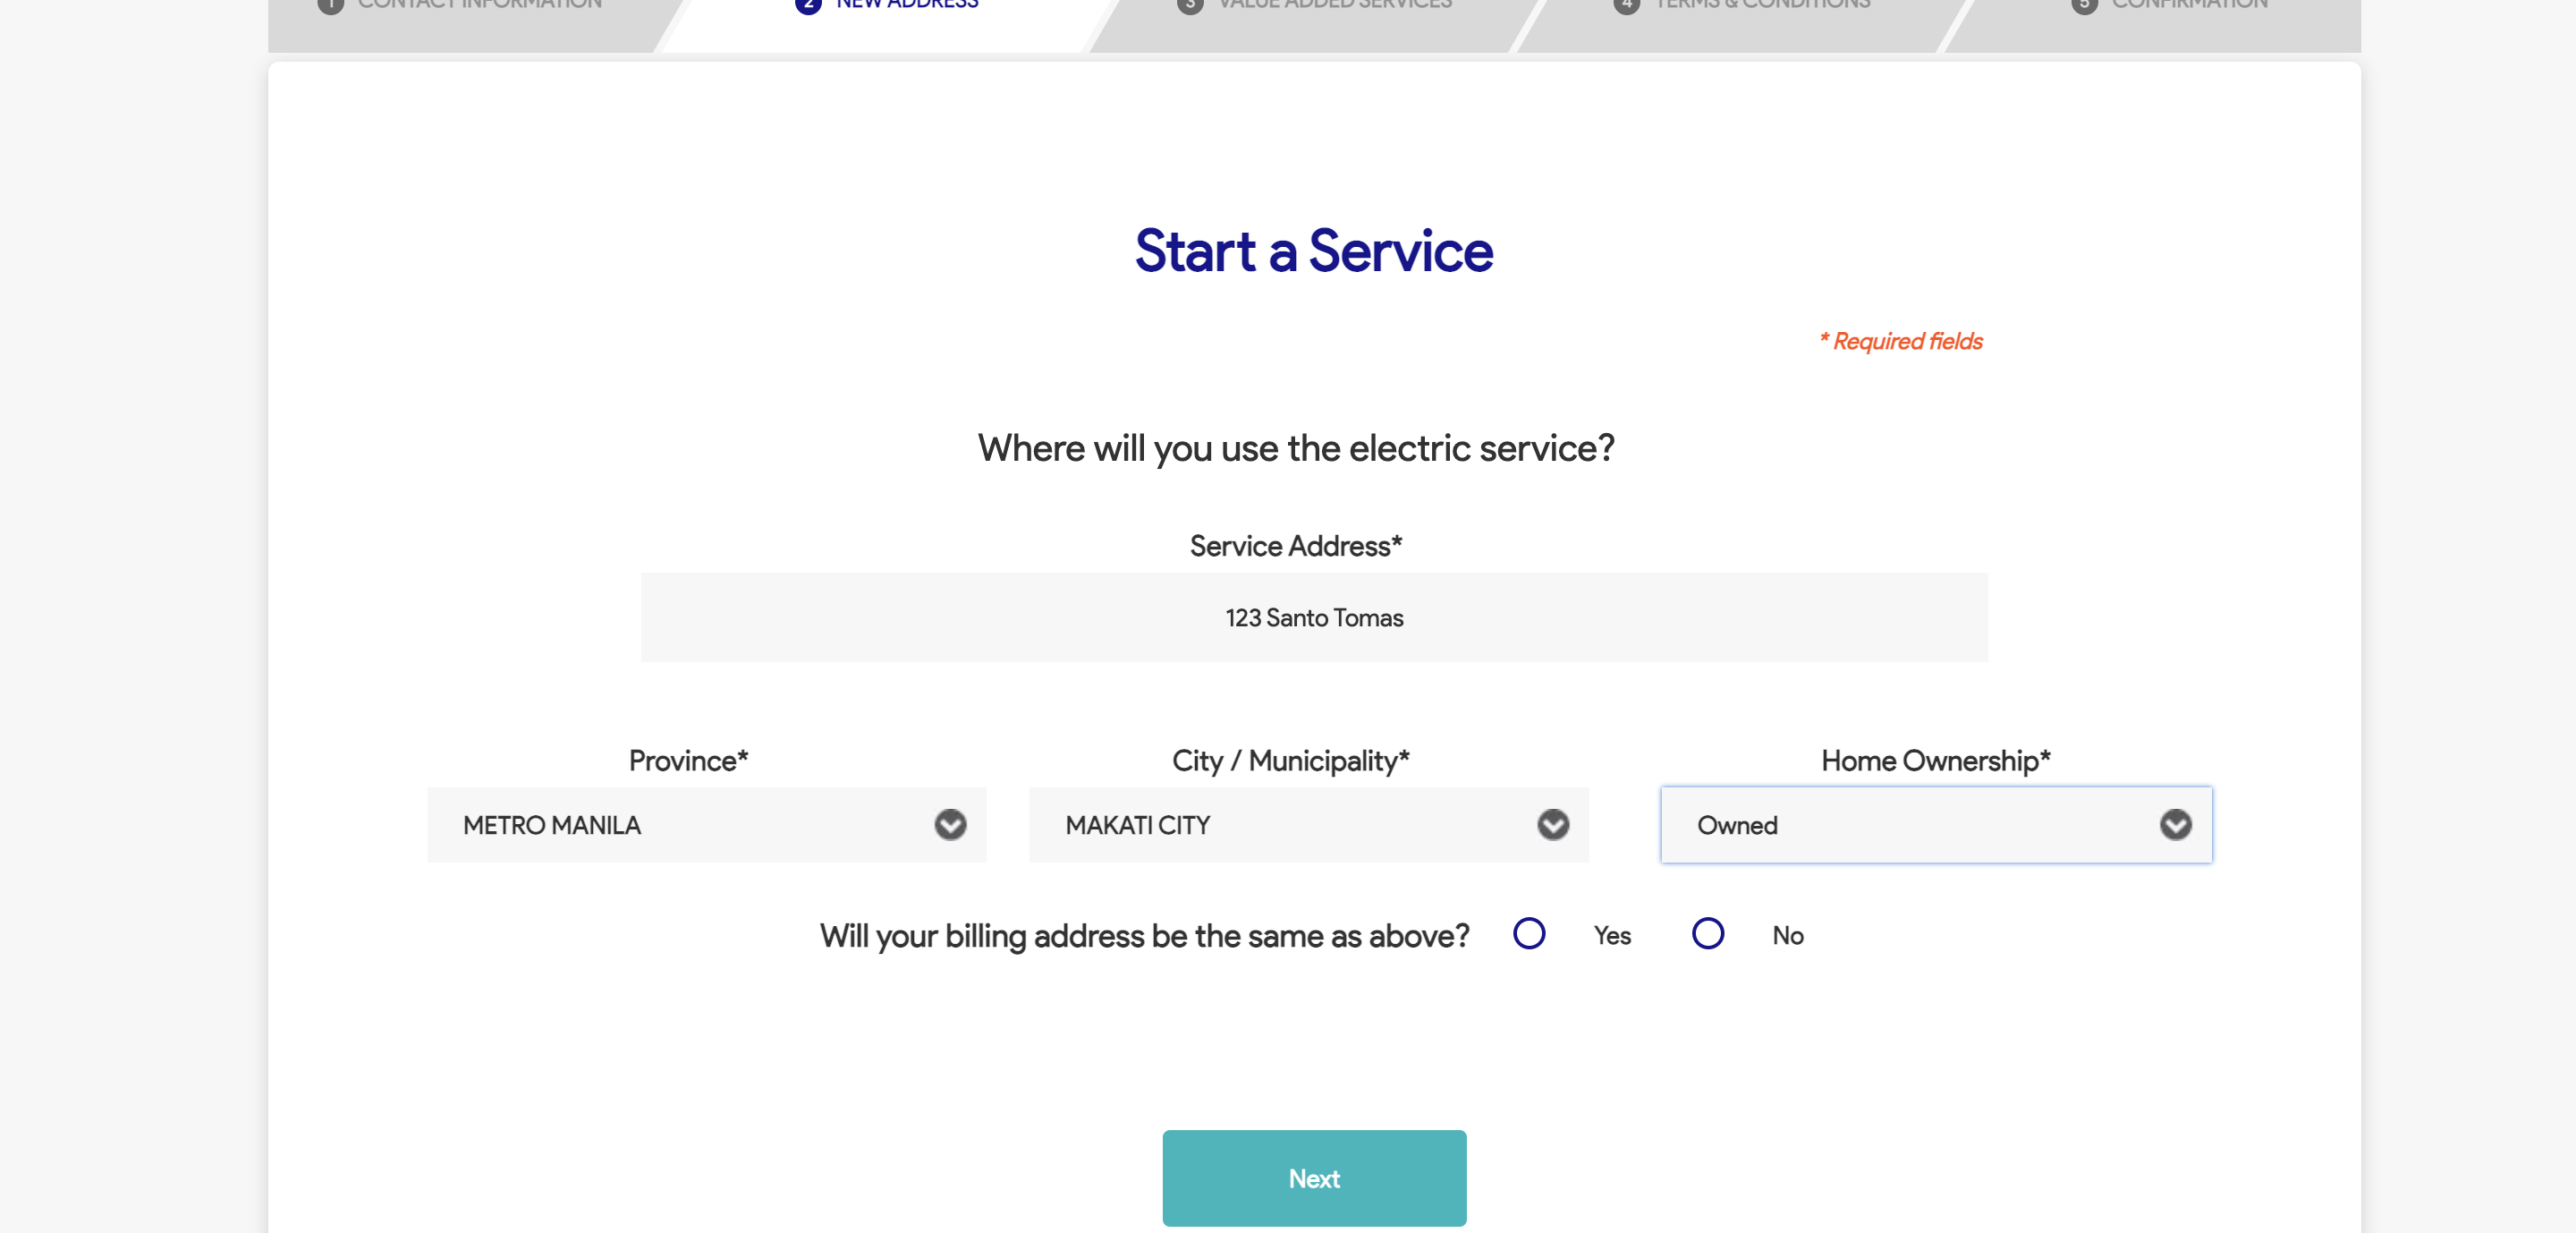 1 CONTACT INFORMATION
2 NEW ADDRESS
3 VALUE ADDED SERVICES
4 TERMS & CONDITIONS
5 CONFIRMATION
Start a Service
* Required fields
Where will you use the electric service?
Service Address*
123 Santo Tomas
Province* City / Municipality* Home Ownership*
METRO MANILA MAKATI CITY Owned
Will your billing address be the same as above? Yes No
Next